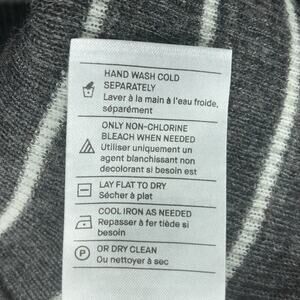 HAND WASH COLD
SEPARATELY
Laver à la main à l'eau froide,
séparément
ONLY NON-CHLORINE
BLEACH WHEN NEEDED
Utiliser uniquement un
agent blanchissant non
decolorant si besoin est
LAY FLAT TO DRY
Sécher à plat
COOL IRON AS NEEDED
Repasser à fer tiède si
besoin est
P OR DRY CLEAN
Ou nettoyer à sec